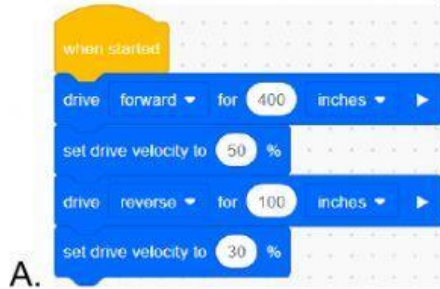 when started
drive forward for 400 inches
set drive velocity to 50 %
drive reverse for 100 inches
set drive velocity to 30 %
A.